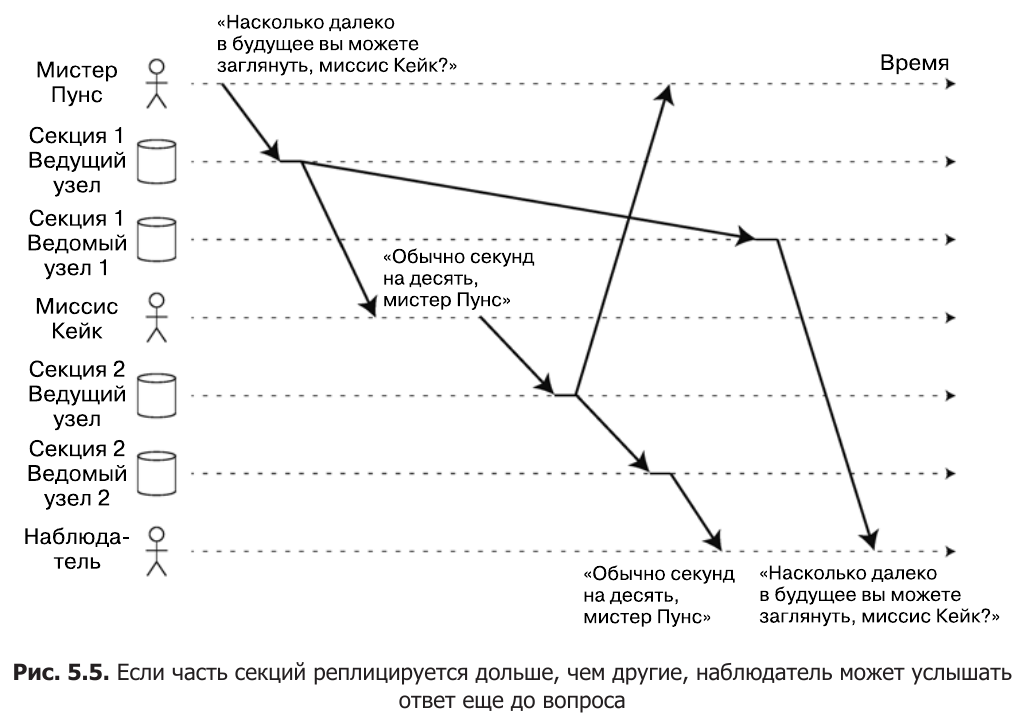 «Насколько далеко
в будущее вы можете
заглянуть, миссис Кейк?»
Время
Мистер
Пунс
Секция 1
Ведущий
узел
Секция 1
Ведомый
узел 1
«Обычно секунд
на десять,
мистер Пунс»
Миссис
Кейк
Секция 2
Ведущий
узел
Секция 2
Ведомый
узел 2
Наблюда-
тель
«Обычно секунд
на десять,
мистер Пунс»
«Насколько далеко
в будущее вы можете
заглянуть, миссис Кейк?»
Рис. 5.5. Если часть секций реплицируется дольше, чем другие, наблюдатель может услышать
ответ еще до вопроса